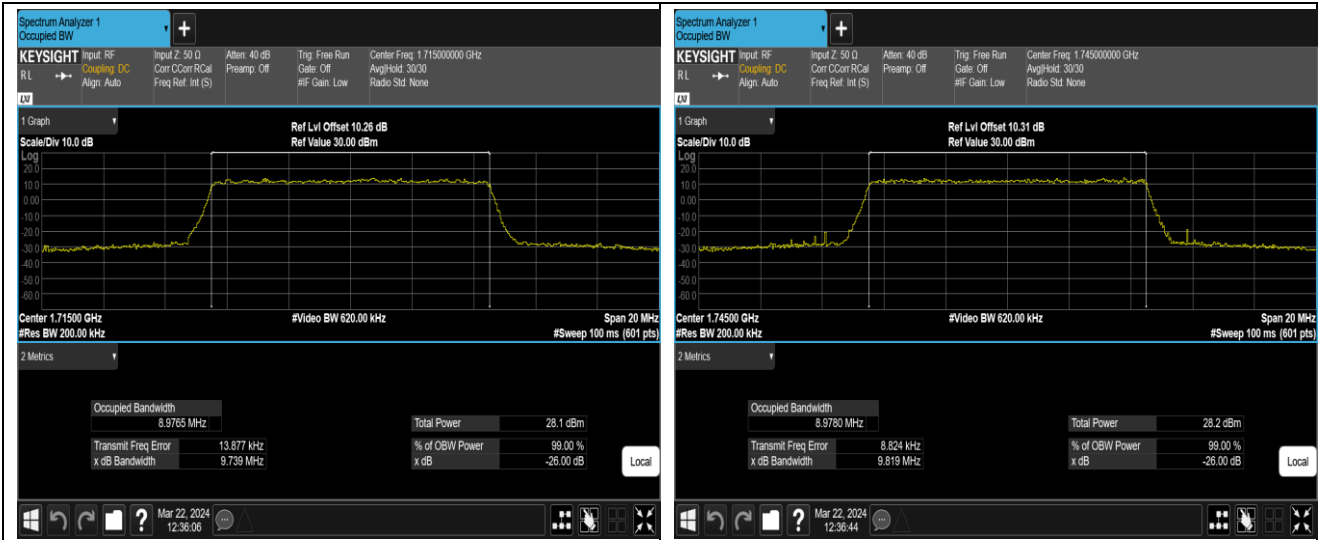 Spectrum Analyzer 1
Occupied BW
+
KEYSIGHT
Input: RF
Coupling: DC
Align: Auto
Input Z: 50 Ω
Corr CCorr RCal
Freq Ref: Int (S)
Atten: 40 dB
Preamp: Off
Trig: Free Run
Gate: Off
#IF Gain: Low
Center Freq: 1.715000000 GHz
Avg|Hold: 30/30
Radio Std: None
R L
LXI
1 Graph
Scale/Div 10.0 dB
Ref Lvl Offset 10.26 dB
Ref Value 30.00 dBm
Log
20.0
10.0
0.00
-10.0
-20.0
-30.0
-40.0
-50.0
-60.0
Center 1.71500 GHz
#Res BW 200.00 kHz
#Video BW 620.00 kHz
Span 20 MHz
#Sweep 100 ms (601 pts)
2 Metrics
Occupied Bandwidth
8.9765 MHz
Transmit Freq Error 13.877 kHz
x dB Bandwidth 9.739 MHz
Total Power 28.1 dBm
% of OBW Power 99.00 %
x dB -26.00 dB
Local
?
Mar 22, 2024
12:36:06
Spectrum Analyzer 1
Occupied BW
+
KEYSIGHT
Input: RF
Coupling: DC
Align: Auto
Input Z: 50 Ω
Corr CCorr RCal
Freq Ref: Int (S)
Atten: 40 dB
Preamp: Off
Trig: Free Run
Gate: Off
#IF Gain: Low
Center Freq: 1.745000000 GHz
Avg|Hold: 30/30
Radio Std: None
R L
LXI
1 Graph
Scale/Div 10.0 dB
Ref Lvl Offset 10.31 dB
Ref Value 30.00 dBm
Log
20.0
10.0
0.00
-10.0
-20.0
-30.0
-40.0
-50.0
-60.0
Center 1.74500 GHz
#Res BW 200.00 kHz
#Video BW 620.00 kHz
Span 20 MHz
#Sweep 100 ms (601 pts)
2 Metrics
Occupied Bandwidth
8.9780 MHz
Transmit Freq Error 8.824 kHz
x dB Bandwidth 9.819 MHz
Total Power 28.2 dBm
% of OBW Power 99.00 %
x dB -26.00 dB
Local
?
Mar 22, 2024
12:36:44